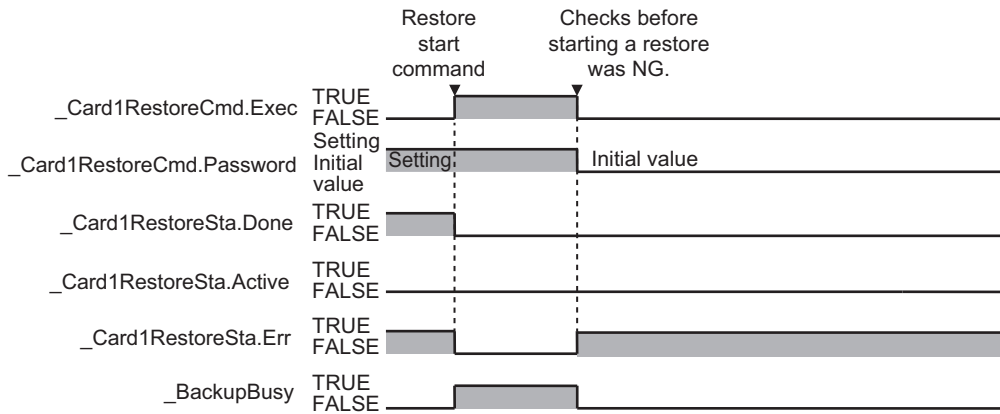 Restore
start
command
Checks before
starting a restore
was NG.
_Card1RestoreCmd.Exec
TRUE
FALSE
_Card1RestoreCmd.Password
Setting
Initial
value
Setting
Initial value
_Card1RestoreSta.Done
TRUE
FALSE
_Card1RestoreSta.Active
TRUE
FALSE
_Card1RestoreSta.Err
TRUE
FALSE
_BackupBusy
TRUE
FALSE